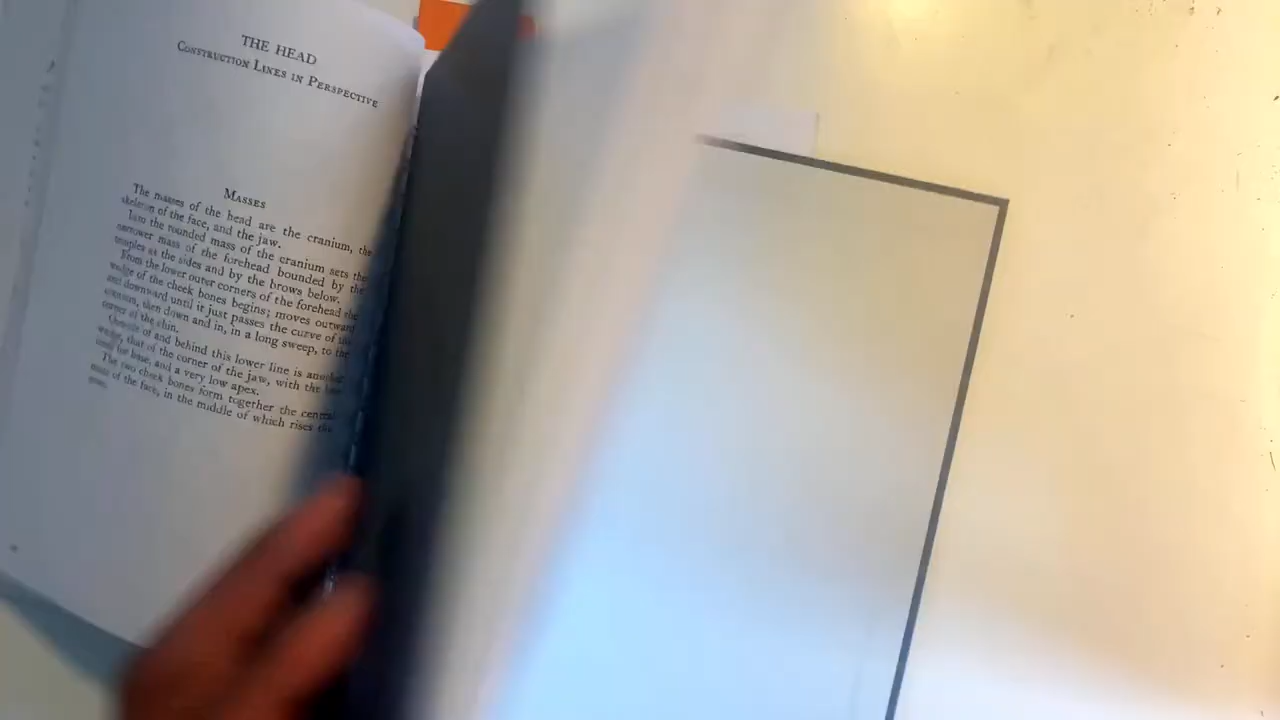 THE HEAD
CONSTRUCTION LINES IN PERSPECTIVE
MASSES
The masses of the head are the cranium, the
skeleton of the face, and the jaw.
Into the rounded mass of the cranium sets the
narrower mass of the forehead bounded by the
temples at the sides and by the brows below.
From the lower outer corners of the forehead the
wedge of the cheek bones begins; moves outward
and downward until it just passes the curve of the
cranium, then down and in, in a long sweep, to the
corner of the chin.
Outside of and behind this lower line is another
wedge, that of the corner of the jaw, with the
for base, and a very low apex.
The two cheek bones form together the central
mass of the face, in the middle of which rises the